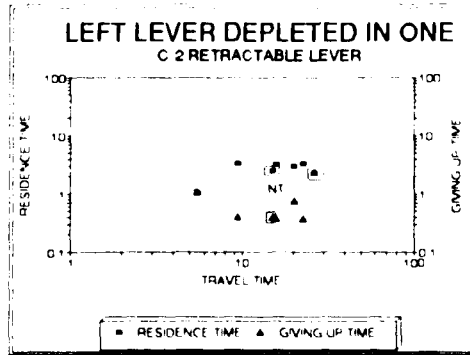 LEFT LEVER DEPLETED IN ONE
C 2 RETRACTABLE LEVER
100 100
10 10
RESIDENCE TIME
GIVING UP TIME
NT
1 1
0.1 0.1
1 10 100
TRAVEL TIME
RESIDENCE TIME GIVING UP TIME